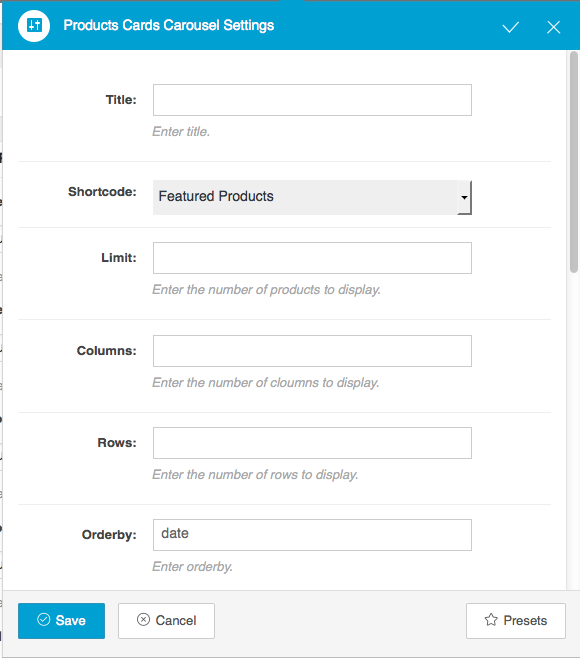 Products Cards Carousel Settings
Title:
Enter title.
Shortcode: Featured Products
Limit:
Enter the number of products to display.
Columns:
Enter the number of cloumns to display.
Rows:
Enter the number of rows to display.
Orderby: date
Enter orderby.
Save Cancel Presets